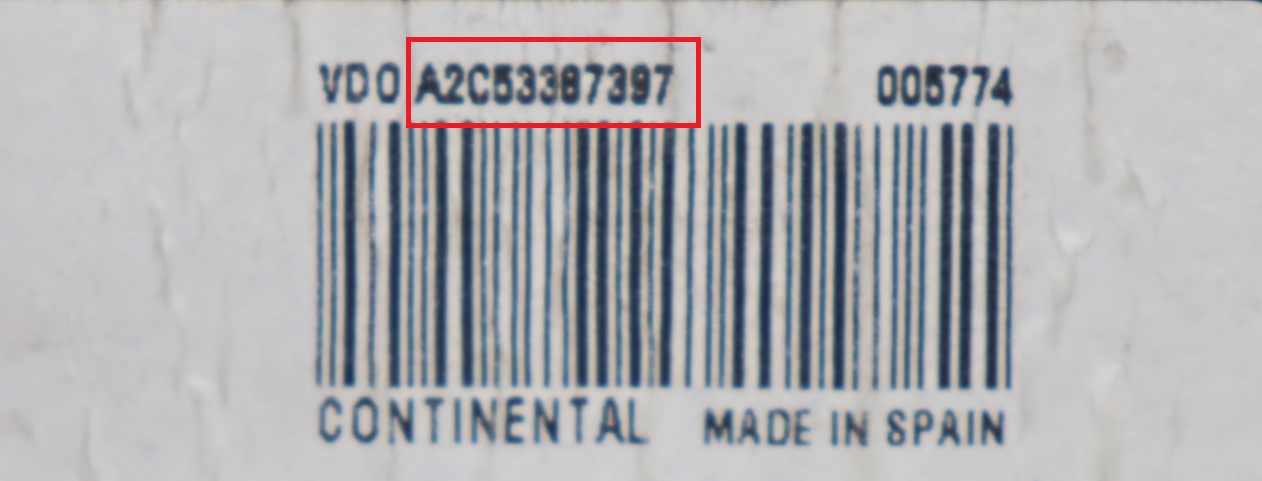 VDO A2C53387397 005774
CONTINENTAL MADE IN SPAIN